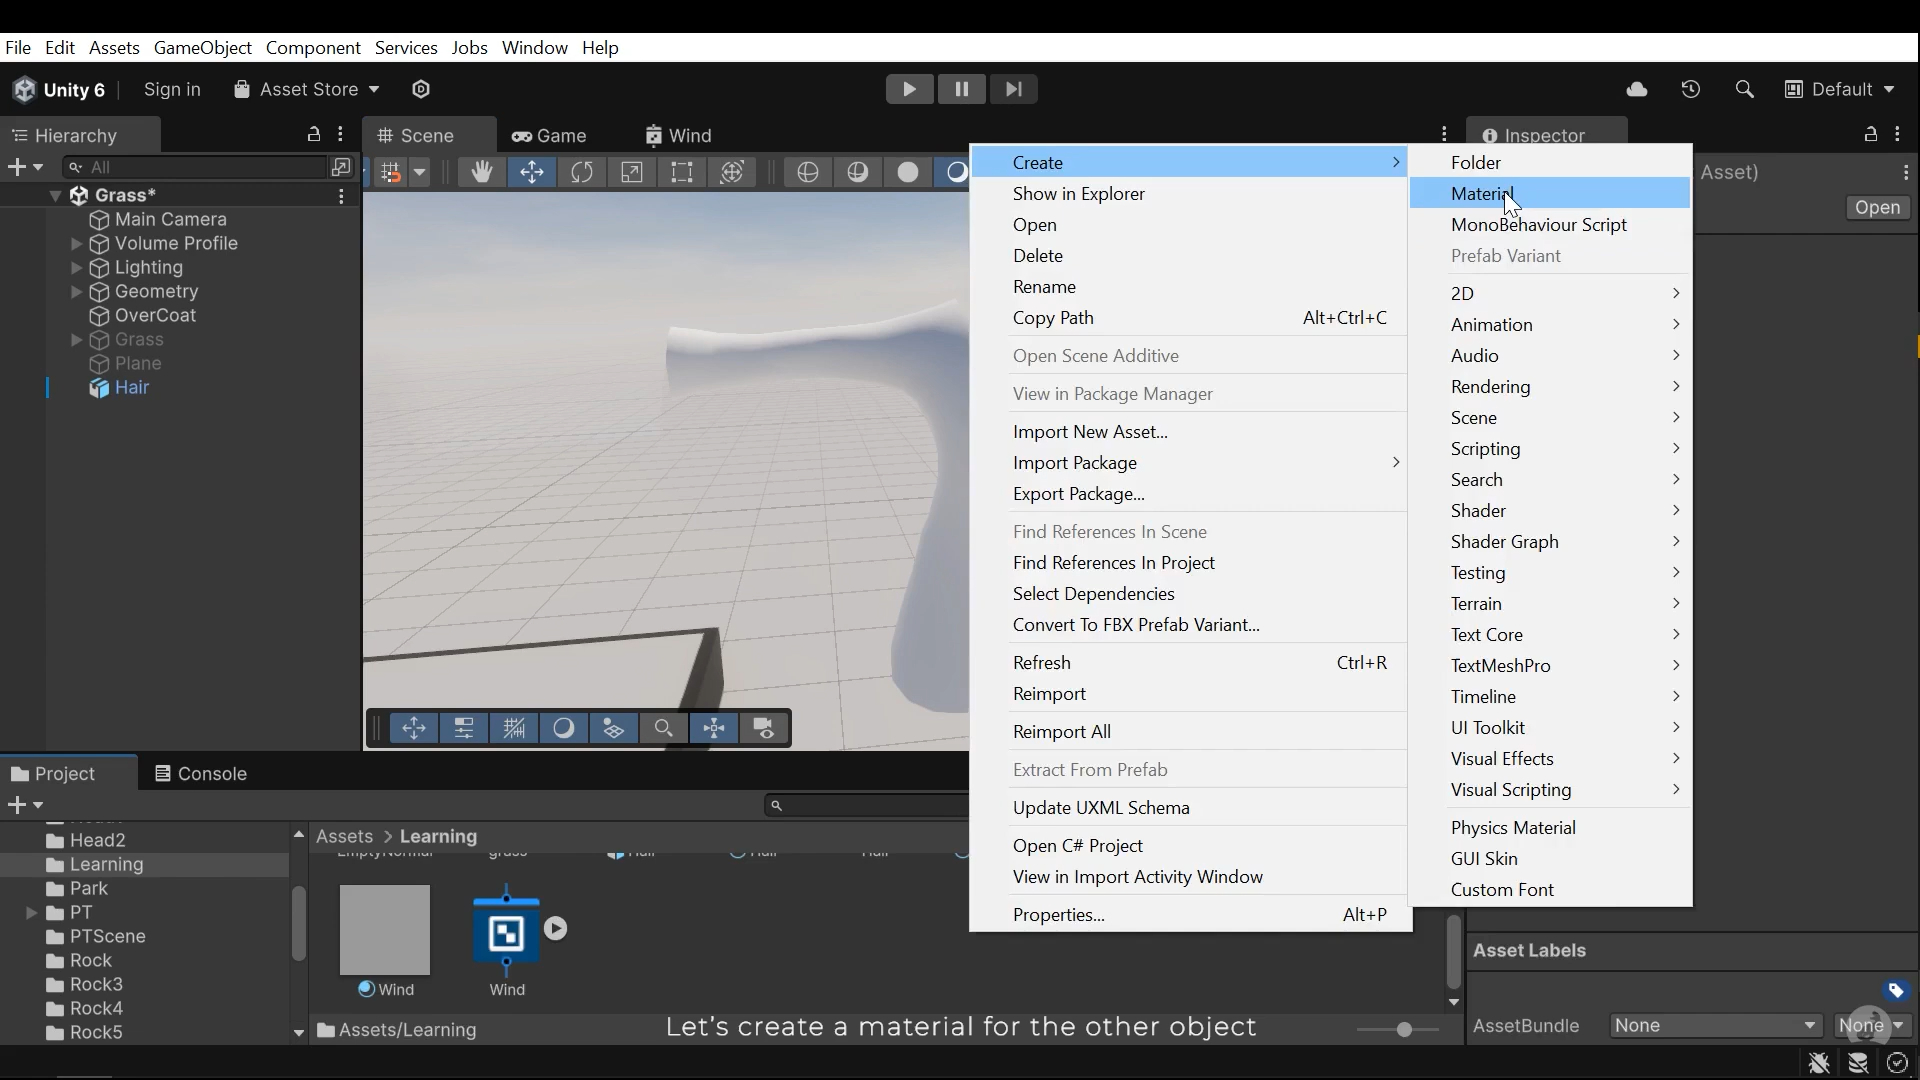 File Edit Assets GameObject Component Services Jobs Window Help
Unity 6 Sign in Asset Store Default
Hierarchy Scene Game Wind Inspector
All
Grass*
Main Camera
Volume Profile
Lighting
Geometry
OverCoat
Grass
Plane
Hair
Create
Show in Explorer
Open
Delete
Rename
Copy Path Alt+Ctrl+C
Open Scene Additive
View in Package Manager
Import New Asset...
Import Package
Export Package...
Find References In Scene
Find References In Project
Select Dependencies
Convert To FBX Prefab Variant...
Refresh Ctrl+R
Reimport
Reimport All
Extract From Prefab
Update UXML Schema
Open C# Project
View in Import Activity Window
Properties... Alt+P
Folder
Material
MonoBehaviour Script
Prefab Variant
2D
Animation
Audio
Rendering
Scene
Scripting
Search
Shader
Shader Graph
Testing
Terrain
Text Core
TextMeshPro
Timeline
UI Toolkit
Visual Effects
Visual Scripting
Physics Material
GUI Skin
Custom Font
Asset)
Open
Project Console
Head2
Learning
Park
PT
PTScene
Rock
Rock3
Rock4
Rock5
Assets > Learning
Wind
Wind
Assets/Learning
Let's create a material for the other object
Asset Labels
AssetBundle None None